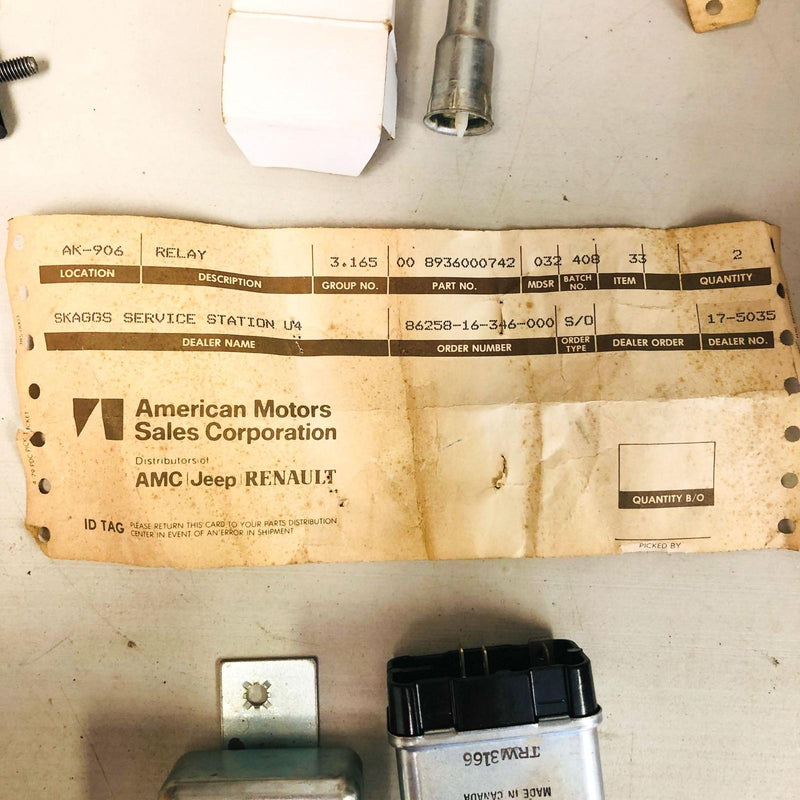 AK-906 RELAY 3.165 00 8936000742 032 408 33 2
LOCATION DESCRIPTION GROUP NO. PART NO. MDSR BATCH NO. ITEM QUANTITY
SKAGGS SERVICE STATION U4 86258-16-346-000 S/O 17-5035
DEALER NAME ORDER NUMBER ORDER TYPE DEALER ORDER DEALER NO.
American Motors
Sales Corporation
Distributors of
AMC Jeep RENAULT
QUANTITY B/O
ID TAG PLEASE RETURN THIS CARD TO YOUR PARTS DISTRIBUTION
CENTER IN EVENT OF AN ERROR IN SHIPMENT
PICKED BY
TRW3166
MADE IN CANADA